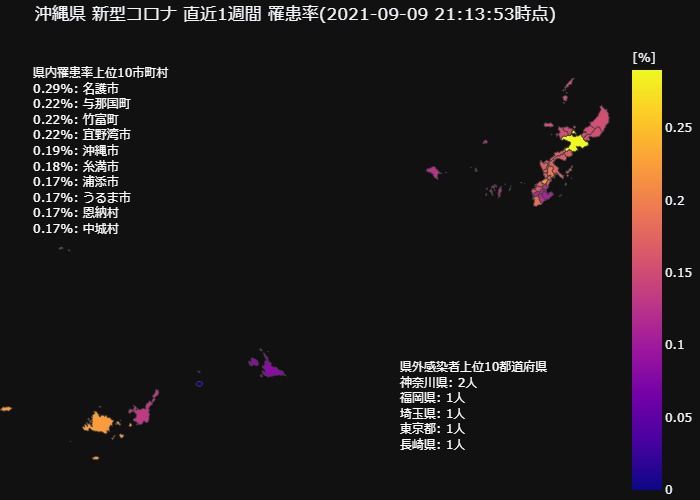 沖縄県 新型コロナ 直近1週間 罹患率(2021-09-09 21:13:53時点)
[%]
県内罹患率上位10市町村
0.29%: 名護市
0.22%: 与那国町
0.22%: 竹富町
0.22%: 宜野湾市
0.19%: 沖縄市
0.18%: 糸満市
0.17%: 浦添市
0.17%: うるま市
0.17%: 恩納村
0.17%: 中城村
0.25
0.2
0.15
0.1
0.05
0
県外感染者上位10都道府県
神奈川県: 2人
福岡県: 1人
埼玉県: 1人
東京都: 1人
長崎県: 1人